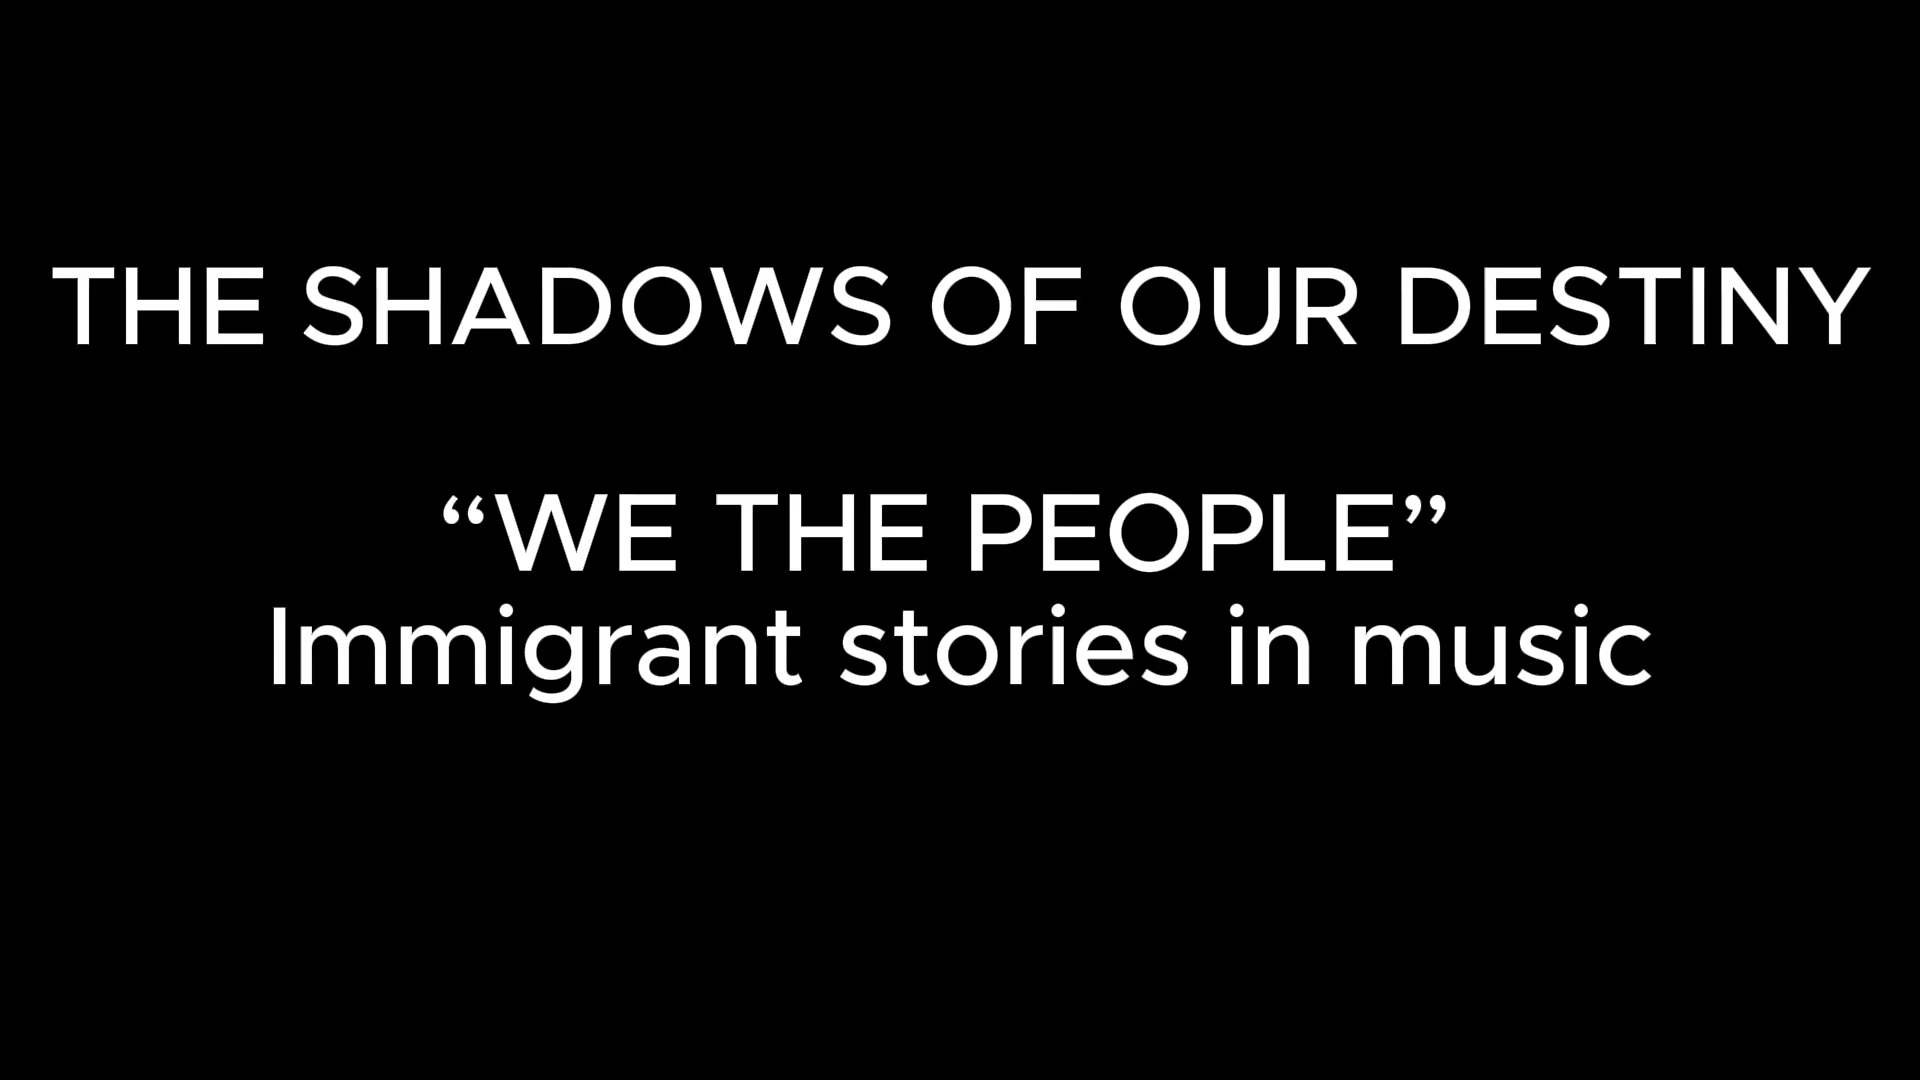 THE SHADOWS OF OUR DESTINY
“WE THE PEOPLE”
Immigrant stories in music